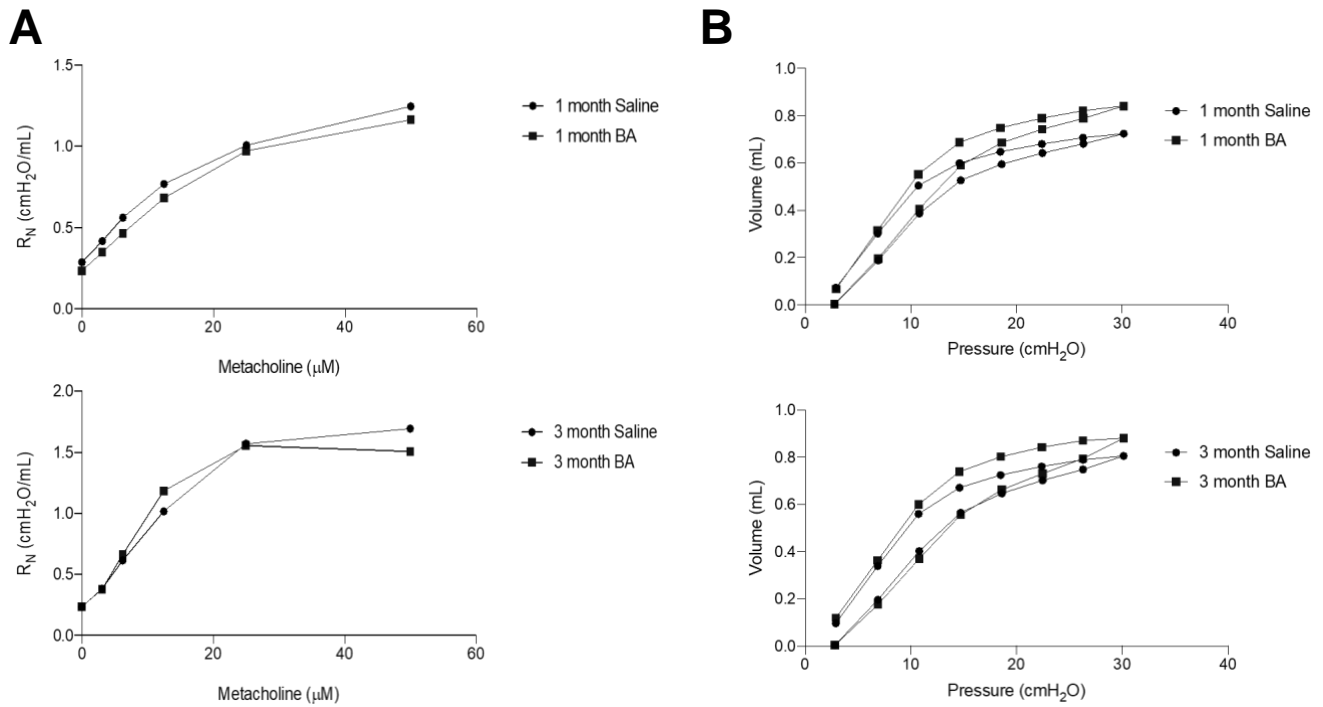 A
1.5
1.0
0.5
0.0
R_N (cmH₂O/mL)
0 20 40 60
Metacholine (μM)
1 month Saline
1 month BA
2.0
1.5
1.0
0.5
0.0
R_N (cmH₂O/mL)
0 20 40 60
Metacholine (μM)
3 month Saline
3 month BA
B
1.0
0.8
0.6
0.4
0.2
0.0
Volume (mL)
0 10 20 30 40
Pressure (cmH₂O)
1 month Saline
1 month BA
1.0
0.8
0.6
0.4
0.2
0.0
Volume (mL)
0 10 20 30 40
Pressure (cmH₂O)
3 month Saline
3 month BA